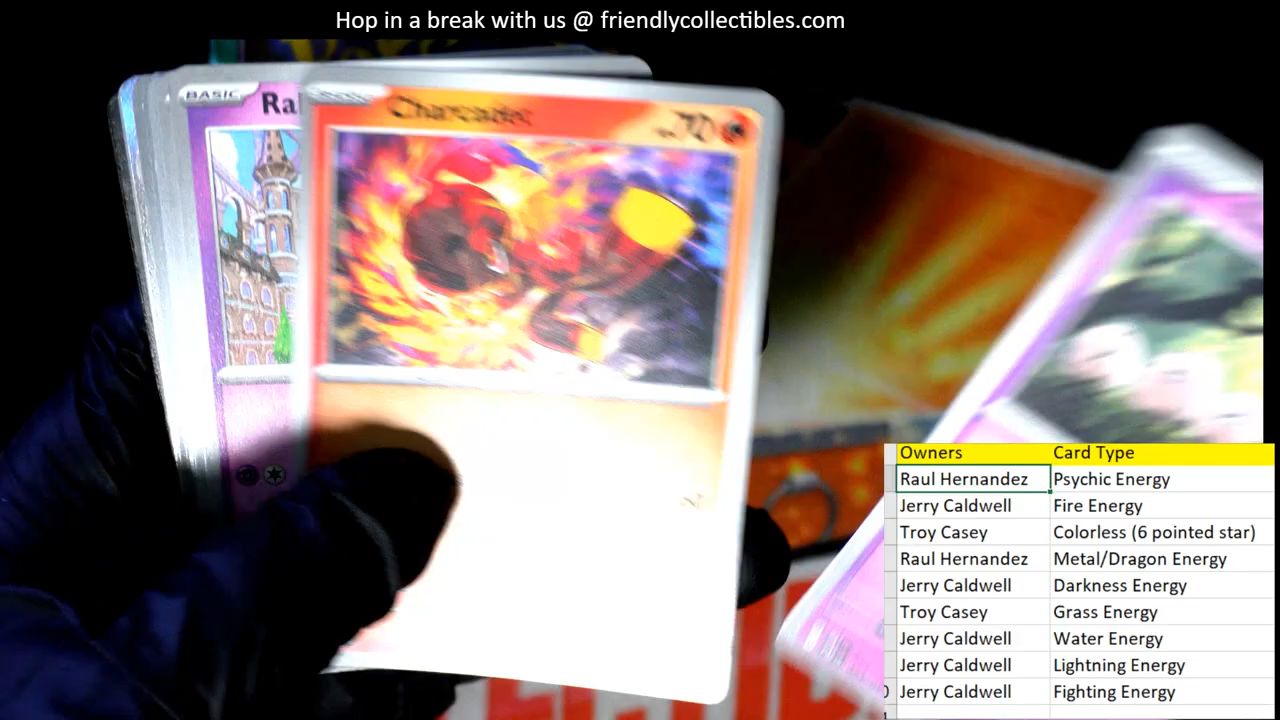 Hop in a break with us @ friendlycollectibles.com
BASIC
Ral
Charcadet
70
Owners Card Type
Raul Hernandez Psychic Energy
Jerry Caldwell Fire Energy
Troy Casey Colorless (6 pointed star)
Raul Hernandez Metal/Dragon Energy
Jerry Caldwell Darkness Energy
Troy Casey Grass Energy
Jerry Caldwell Water Energy
Jerry Caldwell Lightning Energy
Jerry Caldwell Fighting Energy